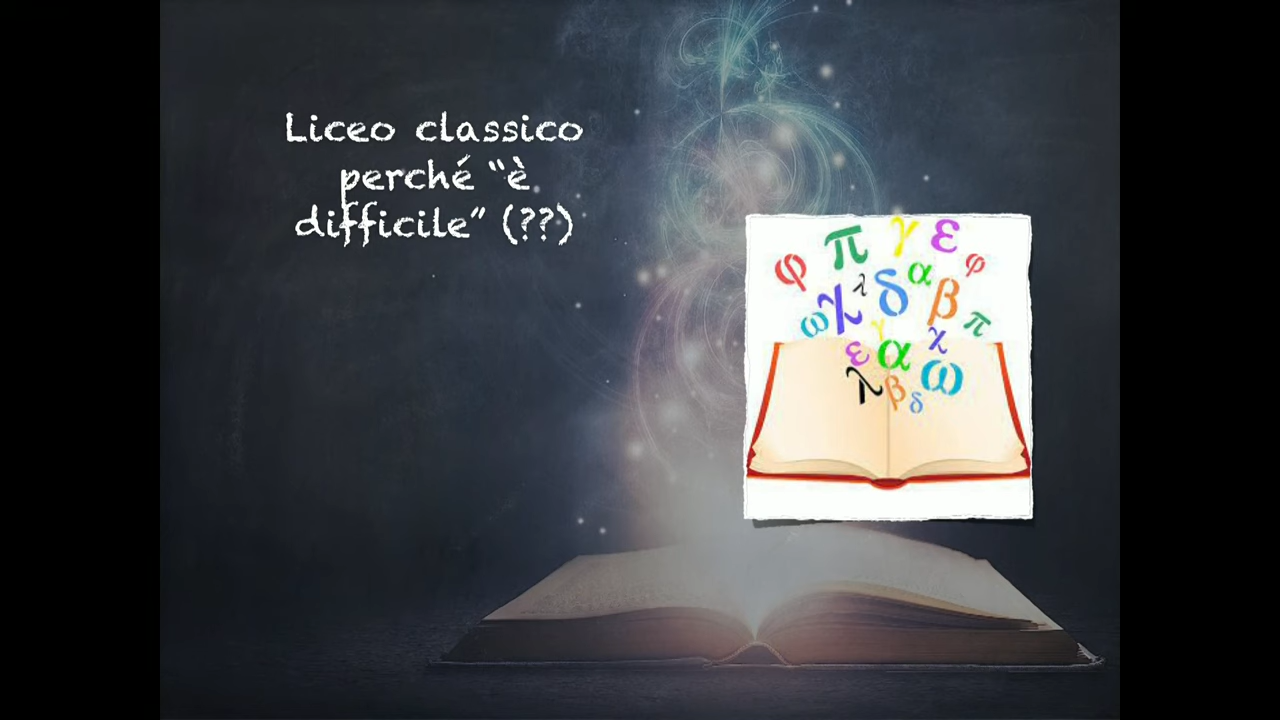 Liceo classico
perché “è
difficile” (??)
π γ ε
φ α φ
λ δ β
ω χ π
γ χ
ε α ω
λ β δ